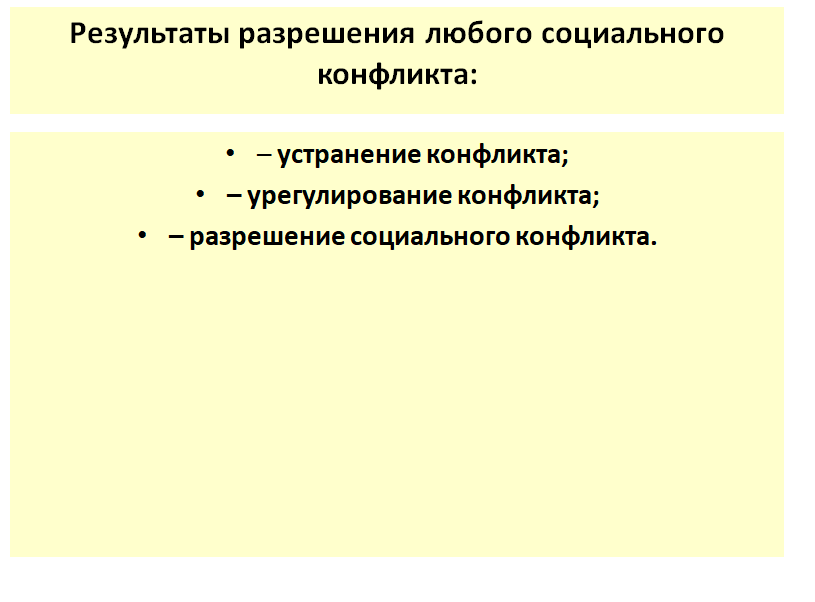 Результаты разрешения любого социального
конфликта:
• – устранение конфликта;
• – урегулирование конфликта;
• – разрешение социального конфликта.